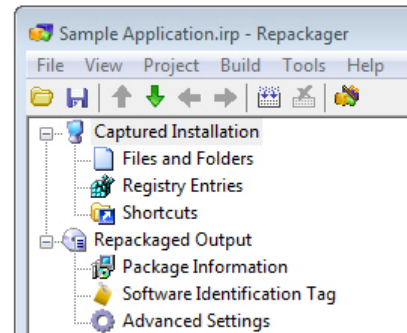 Sample Application.irp - Repackager
File View Project Build Tools Help
Captured Installation
Files and Folders
Registry Entries
Shortcuts
Repackaged Output
Package Information
Software Identification Tag
Advanced Settings